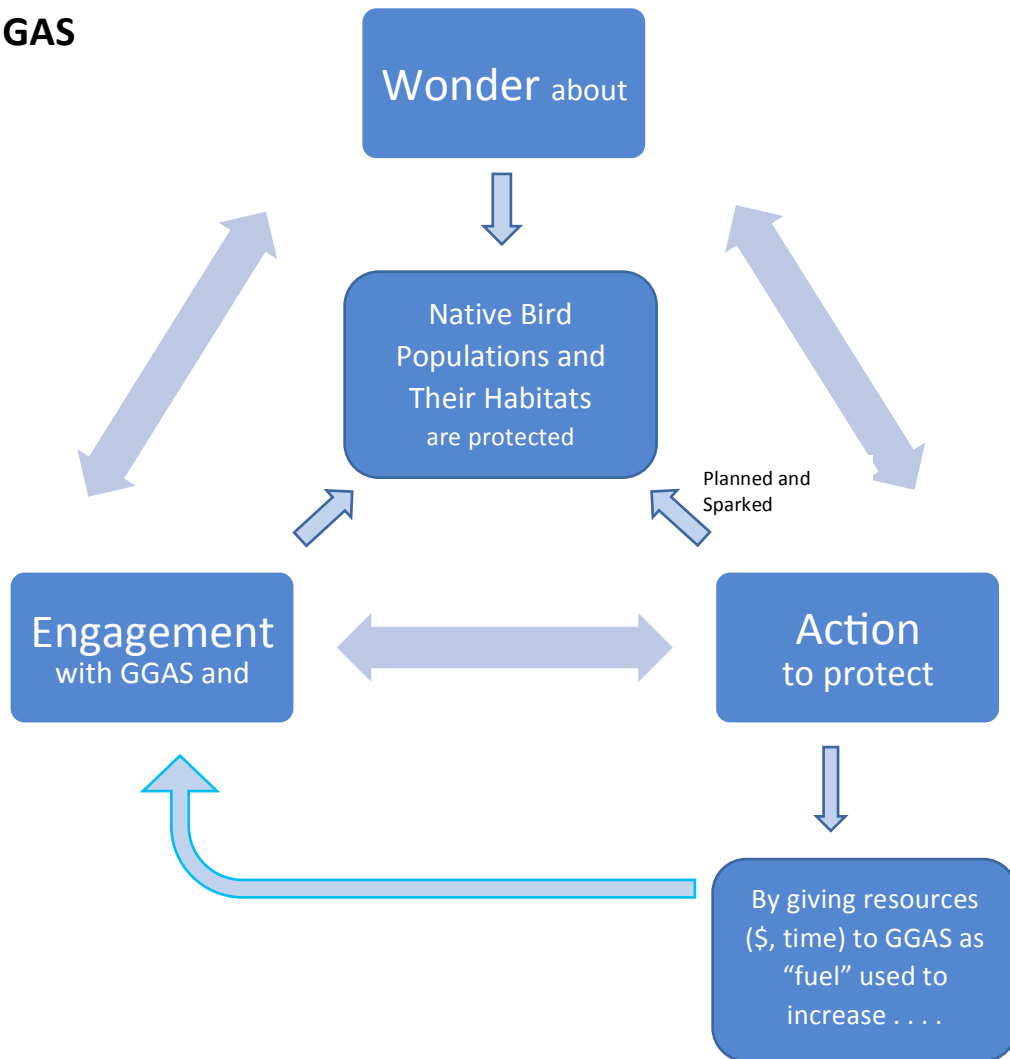 GAS
Wonder about
Native Bird
Populations and
Their Habitats
are protected
Planned and
Sparked
Engagement
with GGAS and
Action
to protect
By giving resources
($, time) to GGAS as
“fuel” used to
increase . . . .